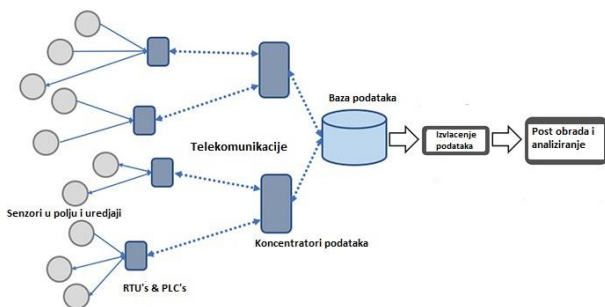 Baza podataka
Telekomunikacije
Izvlacenje
podataka
Post obrada i
analiziranje
Senzori u polju i uredjaji
Koncentratori podataka
RTU's & PLC's